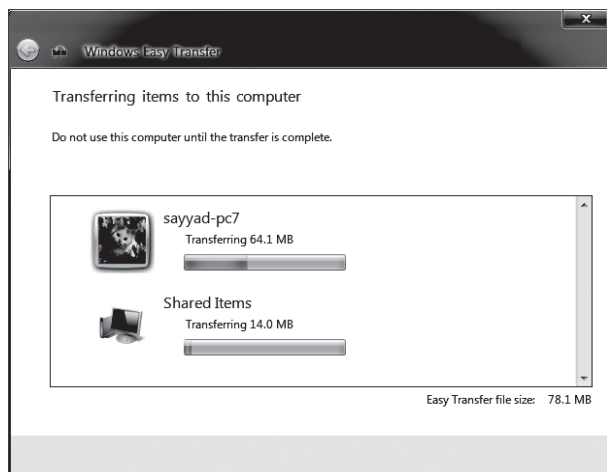 Windows Easy Transfer
Transferring items to this computer
Do not use this computer until the transfer is complete.
sayyad-pc7
Transferring 64.1 MB
Shared Items
Transferring 14.0 MB
Easy Transfer file size: 78.1 MB